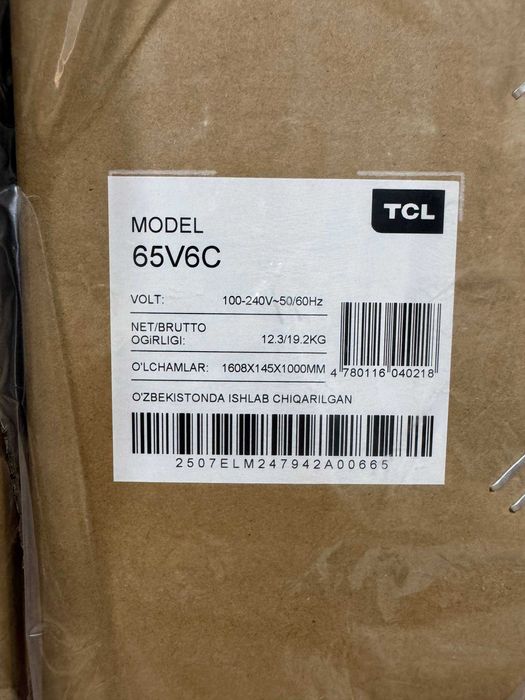 TCL
MODEL
65V6C
VOLT: 100-240V~50/60Hz
NET/BRUTTO
OGiRLIGI: 12.3/19.2KG
O'LCHAMLAR: 1608X145X1000MM
4 780116 040218
O'ZBEKISTONDA ISHLAB CHIQARILGAN
2507ELM247942A00665